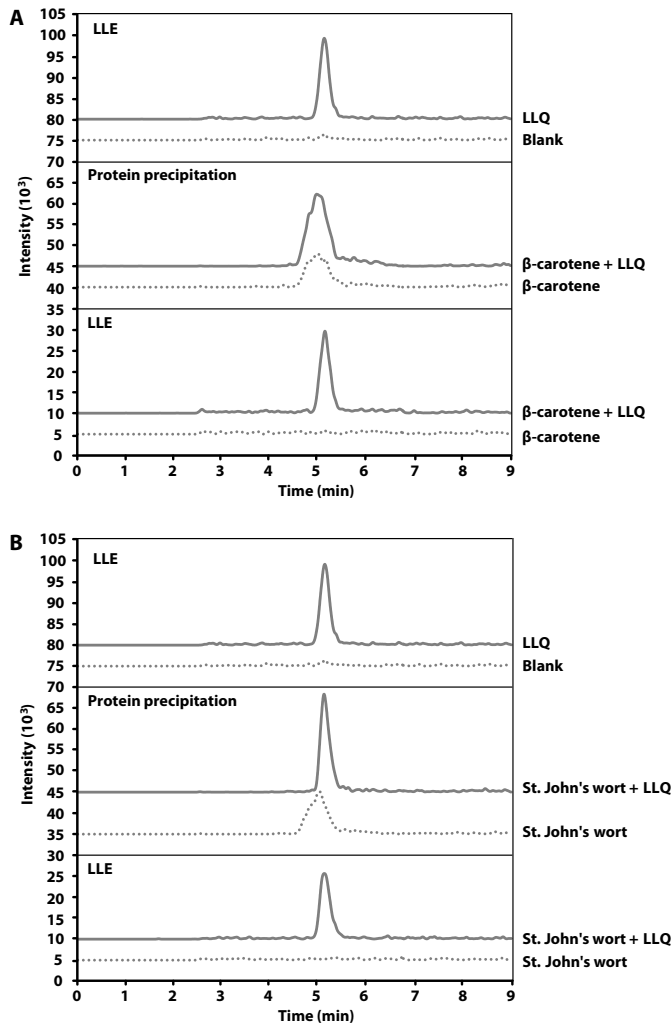 A
LLE
105
100
95
90
85
80
75
70
LLQ
Blank
Protein precipitation
65
60
55
50
45
40
35
β-carotene + LLQ
β-carotene
LLE
30
25
20
15
10
5
0
β-carotene + LLQ
β-carotene
Intensity (10³)
0 1 2 3 4 5 6 7 8 9
Time (min)
B
LLE
105
100
95
90
85
80
75
70
LLQ
Blank
Protein precipitation
65
60
55
50
45
40
35
30
St. John's wort + LLQ
St. John's wort
LLE
25
20
15
10
5
0
St. John's wort + LLQ
St. John's wort
Intensity (10³)
0 1 2 3 4 5 6 7 8 9
Time (min)